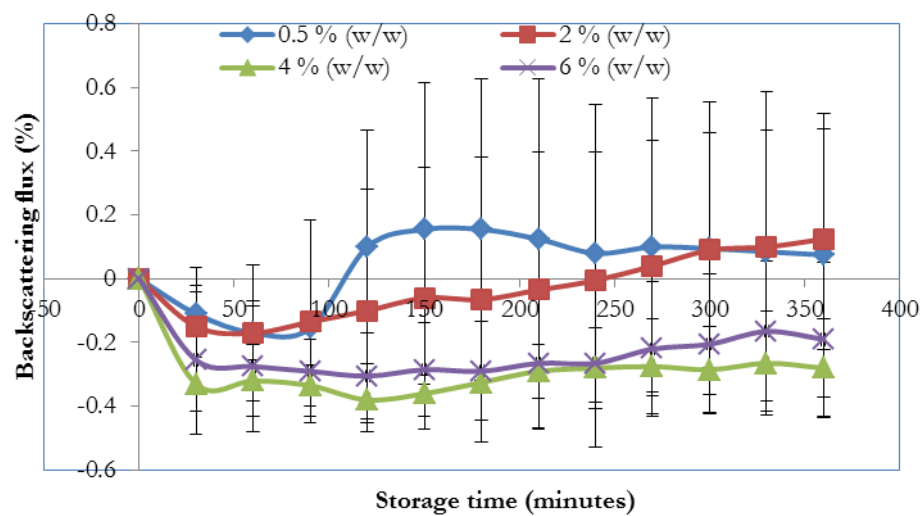 0.8
0.5 % (w/w) 2 % (w/w)
4 % (w/w) 6 % (w/w)
0.6
0.4
0.2
0
-0.2
-0.4
-0.6
Backscattering flux (%)
-50 0 50 100 150 200 250 300 350 400
Storage time (minutes)